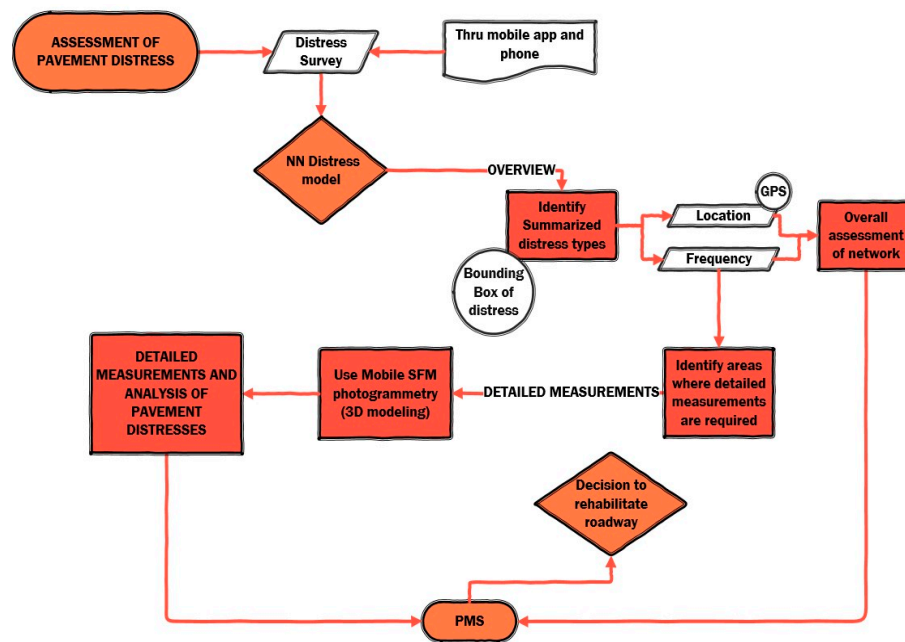 ASSESSMENT OF
PAVEMENT DISTRESS
Distress
Survey
Thru mobile app and
phone
NN Distress
model
OVERVIEW
Identify
Summarized
distress types
Bounding
Box of
distress
GPS
Location
Frequency
Overall
assessment
of network
Identify areas
where detailed
measurements
are required
DETAILED MEASUREMENTS
Use Mobile SFM
photogrammetry
(3D modeling)
DETAILED
MEASUREMENTS AND
ANALYSIS OF
PAVEMENT
DISTRESSES
Decision to
rehabilitate
roadway
PMS